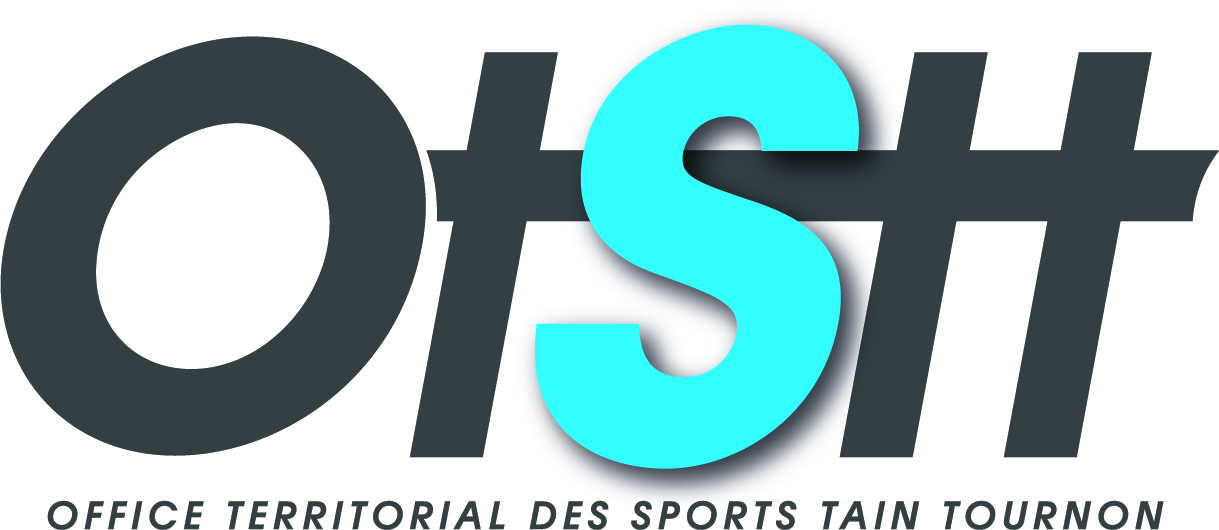 OtStt
OFFICE TERRITORIAL DES SPORTS TAIN TOURNON